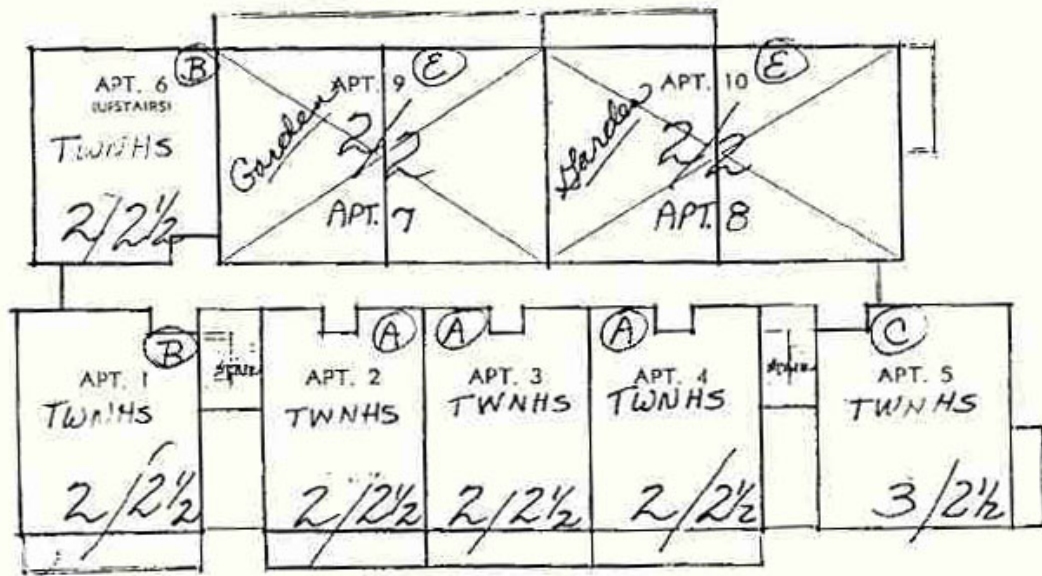 B
APT. 6
(UPSTAIRS)
TWNHS
2/2½
E
APT. 9
Garden
2/2
APT. 7
E
APT. 10
Garden
2/2
APT. 8
B
APT. 1
TWNHS
2/2½
A
APT. 2
TWNHS
2/2½
A
APT. 3
TWNHS
2/2½
A
APT. 4
TWNHS
2/2½
C
APT. 5
TWNHS
3/2½